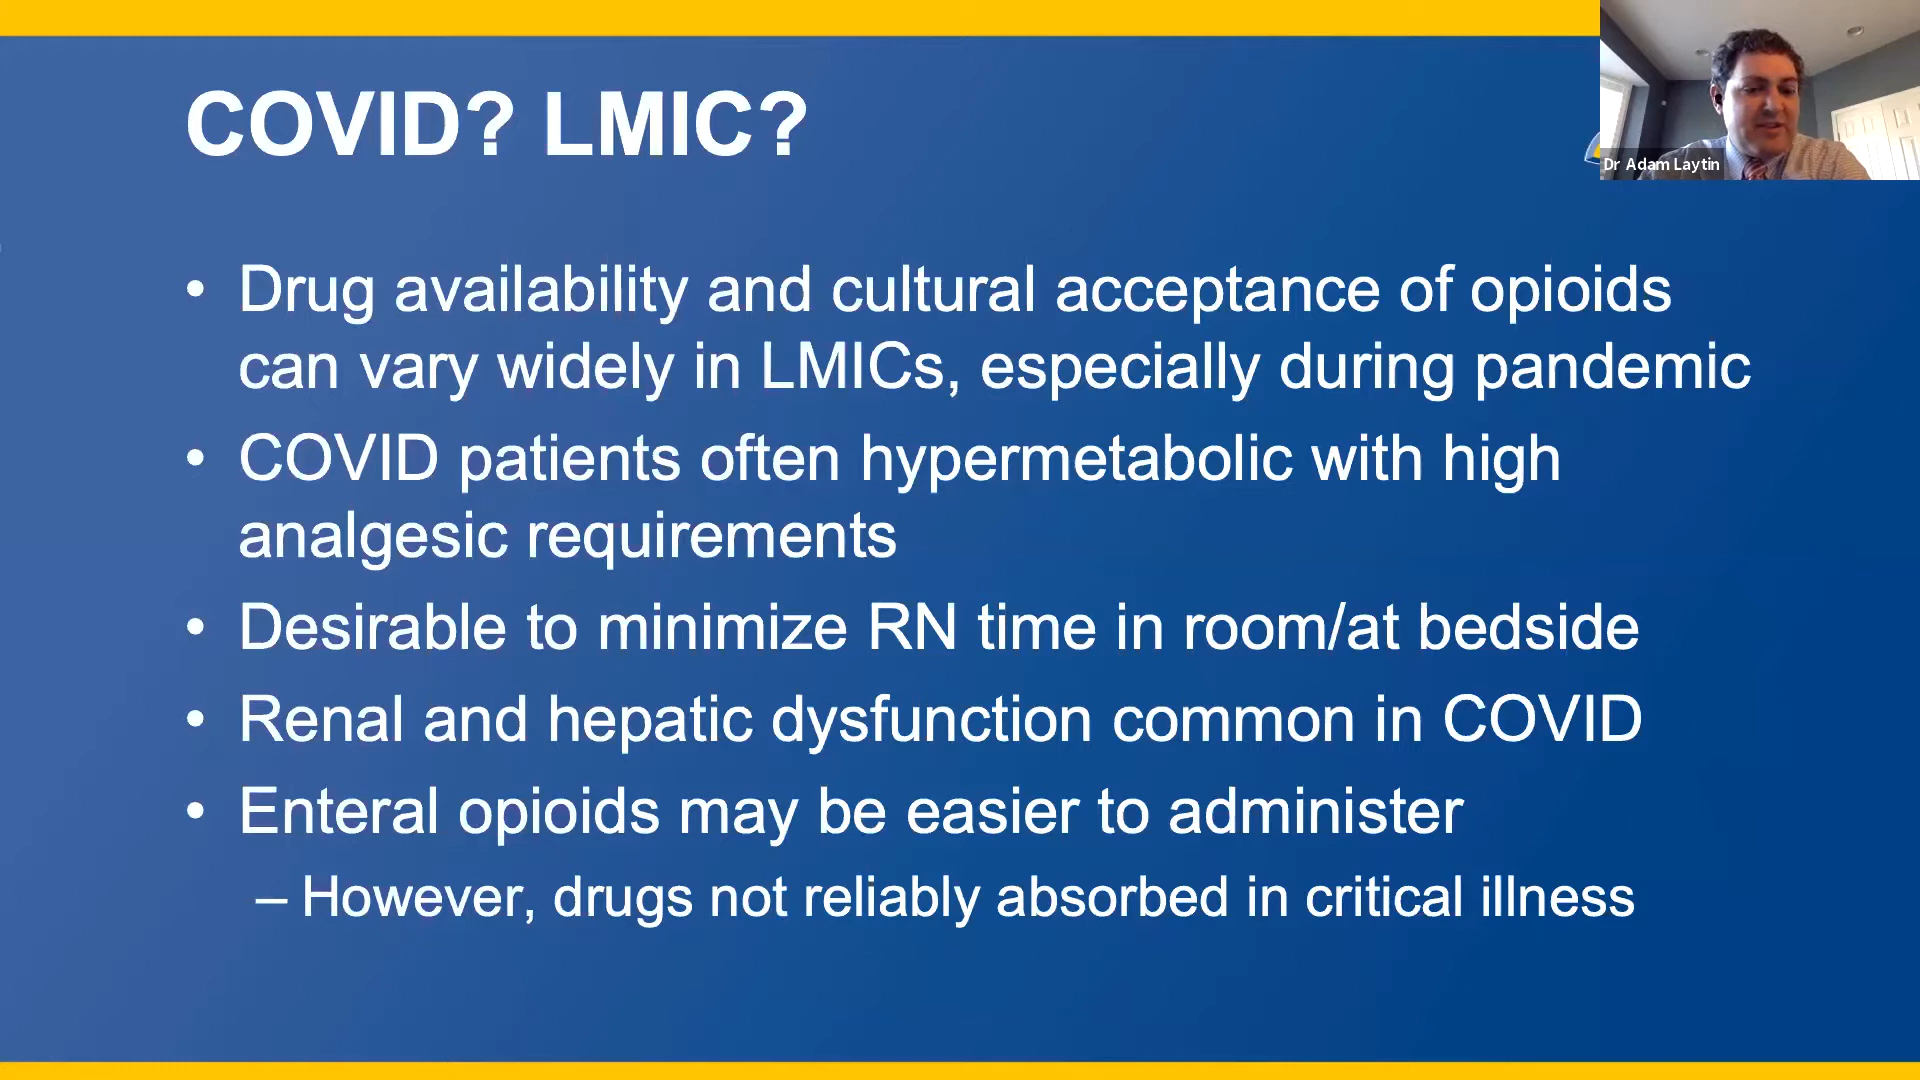 COVID? LMIC?
Dr Adam Laytin
• Drug availability and cultural acceptance of opioids
can vary widely in LMICs, especially during pandemic
• COVID patients often hypermetabolic with high
analgesic requirements
• Desirable to minimize RN time in room/at bedside
• Renal and hepatic dysfunction common in COVID
• Enteral opioids may be easier to administer
– However, drugs not reliably absorbed in critical illness